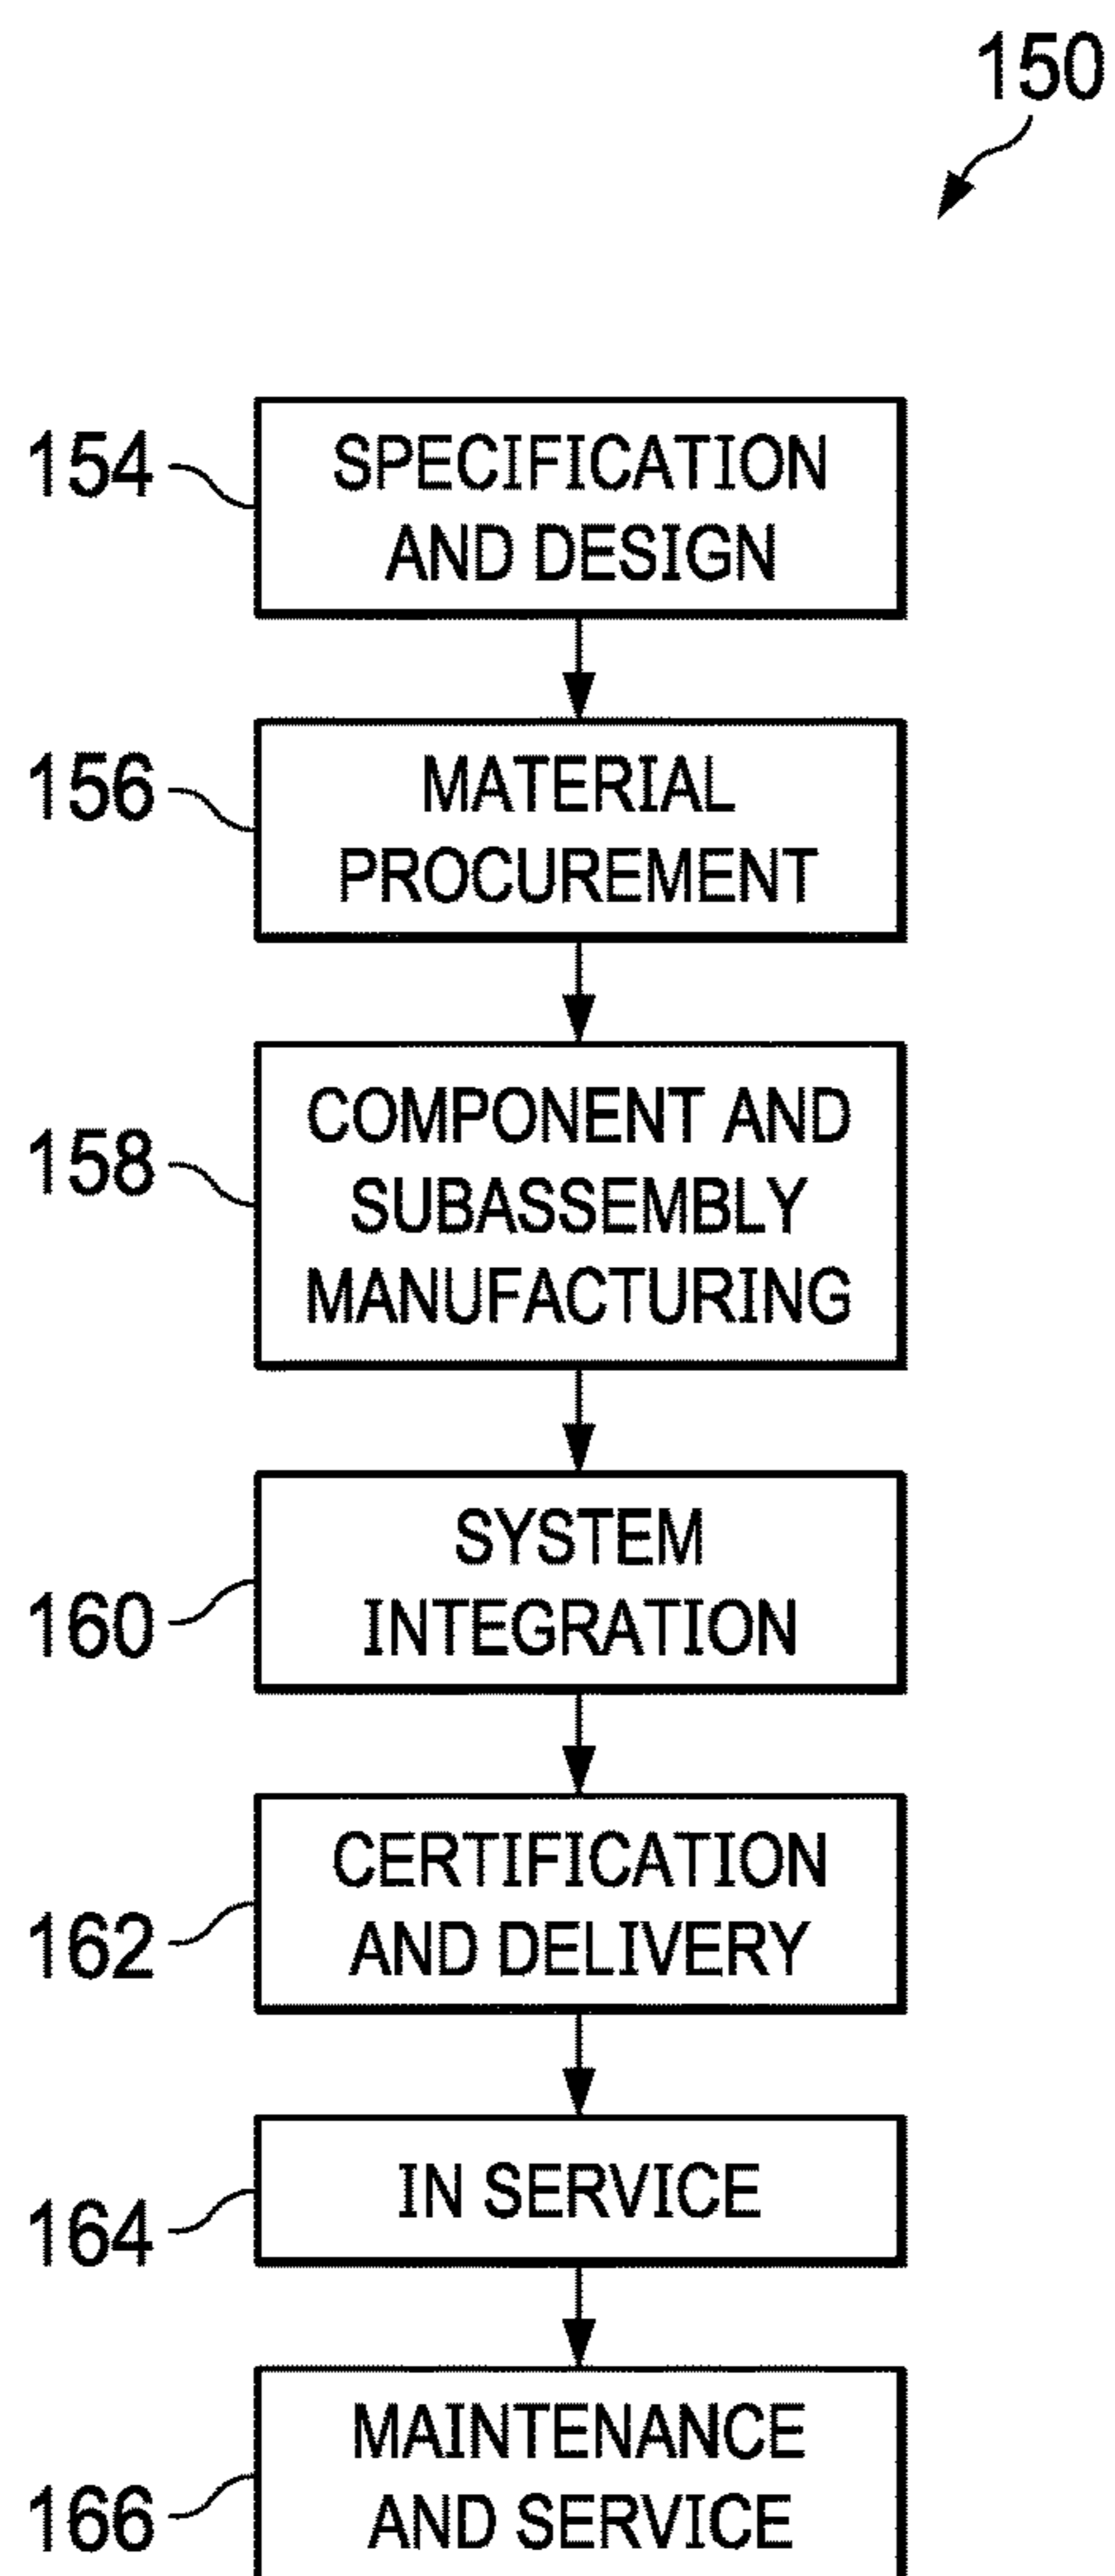 150
154
SPECIFICATION
AND DESIGN
156
MATERIAL
PROCUREMENT
158
COMPONENT AND
SUBASSEMBLY
MANUFACTURING
160
SYSTEM
INTEGRATION
162
CERTIFICATION
AND DELIVERY
164
IN SERVICE
166
MAINTENANCE
AND SERVICE